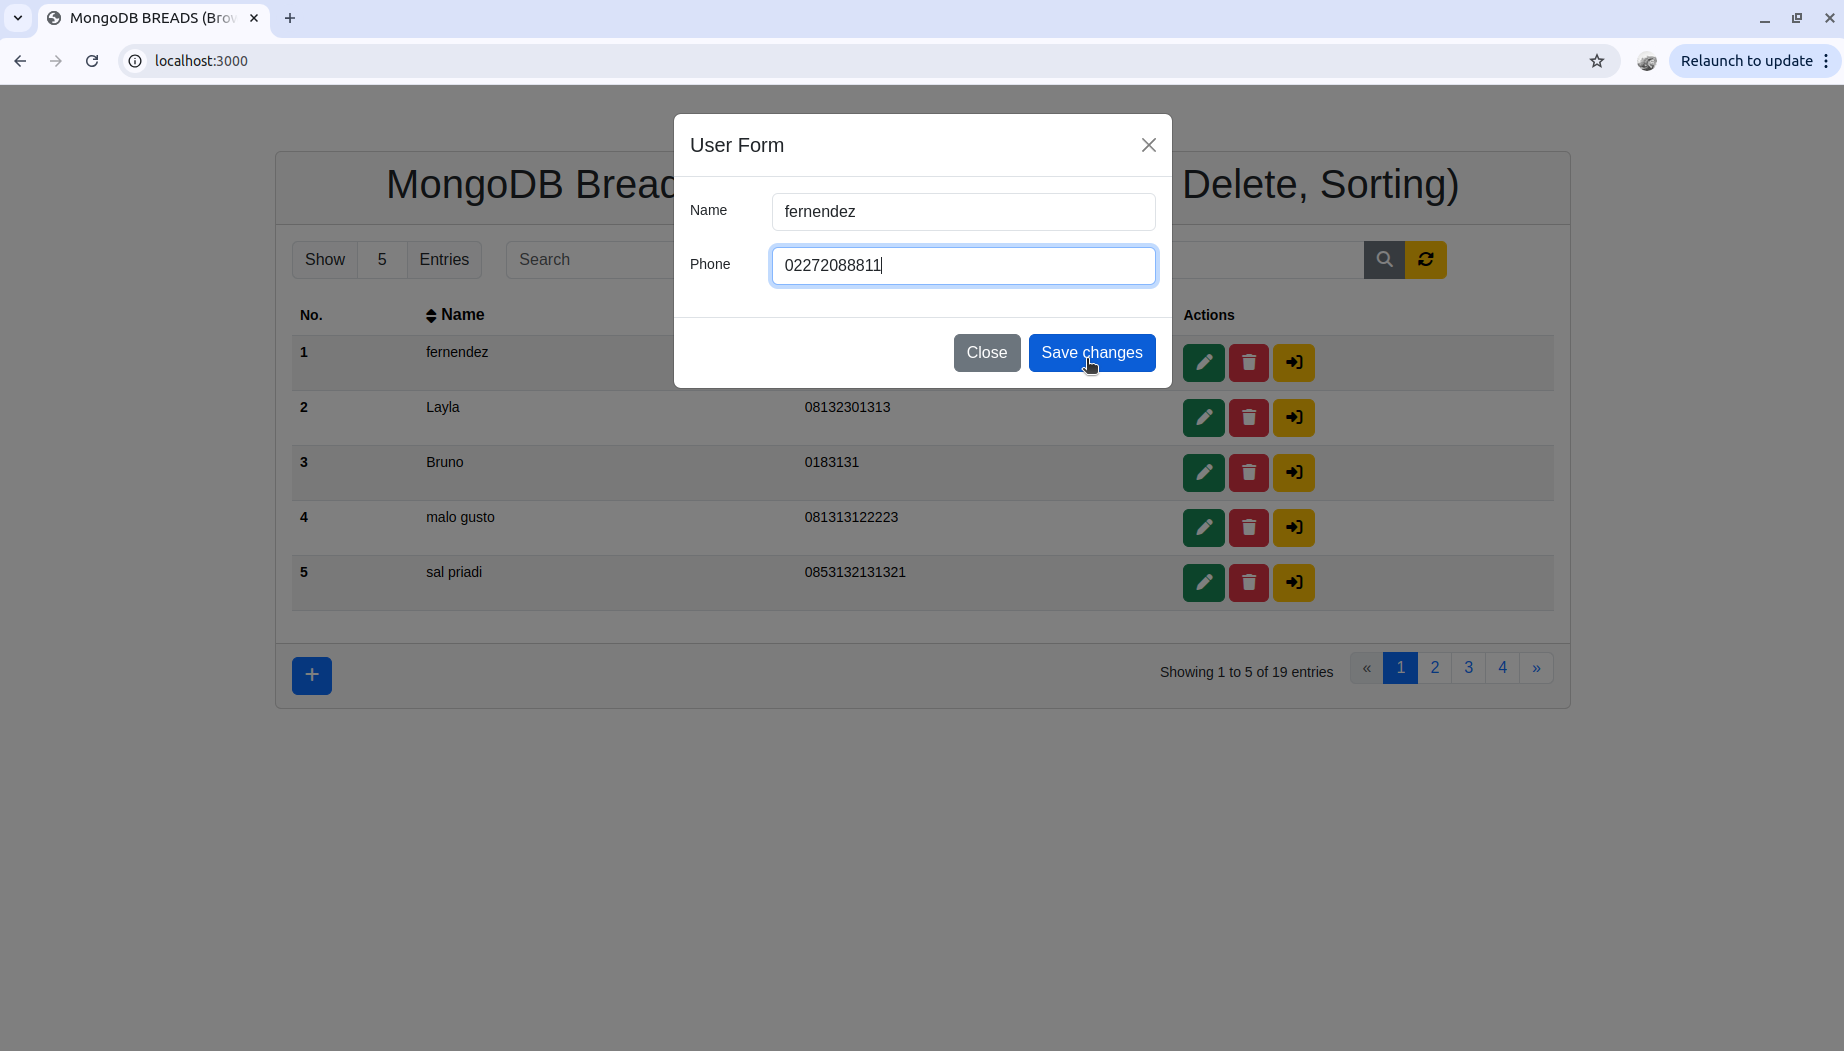 MongoDB BREADS (Brow
localhost:3000
Relaunch to update
User Form
Name fernendez
Phone 02272088811
Close Save changes
MongoDB Bread Delete, Sorting)
Show 5 Entries Search
No. Name Actions
1 fernendez
2 Layla 08132301313
3 Bruno 0183131
4 malo gusto 081313122223
5 sal priadi 0853132131321
+ Showing 1 to 5 of 19 entries « 1 2 3 4 »